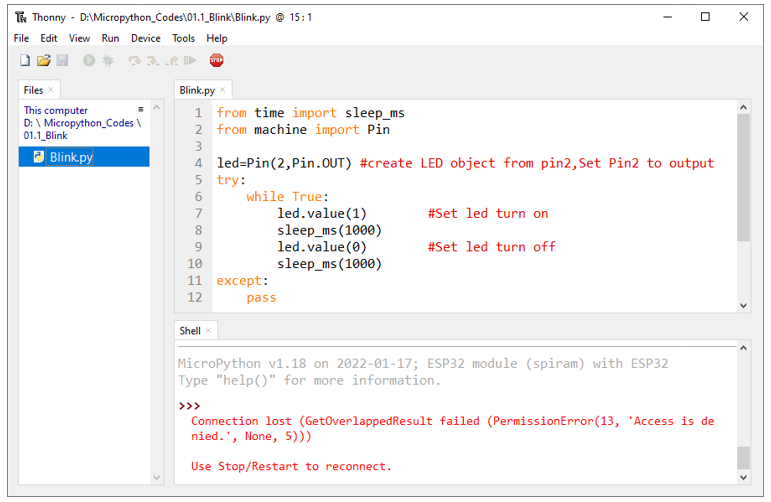 Thonny - D:\Micropython_Codes\01.1_Blink\Blink.py @ 15 : 1
File Edit View Run Device Tools Help
STOP
Files ×
This computer
D: \ Micropython_Codes \
01.1_Blink
Blink.py
Blink.py ×
1 from time import sleep_ms
2 from machine import Pin
3
4 led=Pin(2,Pin.OUT) #create LED object from pin2,Set Pin2 to output
5 try:
6     while True:
7         led.value(1)        #Set led turn on
8         sleep_ms(1000)
9         led.value(0)        #Set led turn off
10         sleep_ms(1000)
11 except:
12     pass
Shell ×
MicroPython v1.18 on 2022-01-17; ESP32 module (spiram) with ESP32
Type "help()" for more information.
>>>
Connection lost (GetOverlappedResult failed (PermissionError(13, 'Access is de
nied.', None, 5)))
Use Stop/Restart to reconnect.